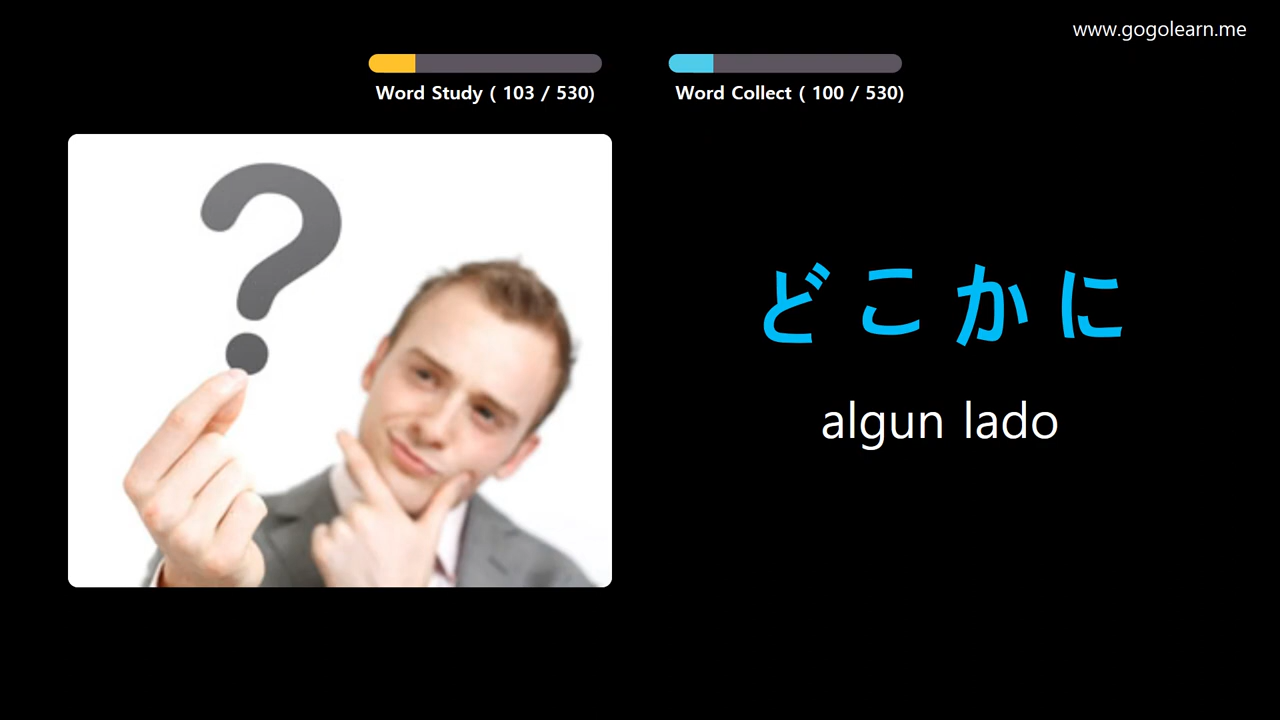 www.gogolearn.me
Word Study ( 103 / 530)
Word Collect ( 100 / 530)
?
どこかに
algun lado